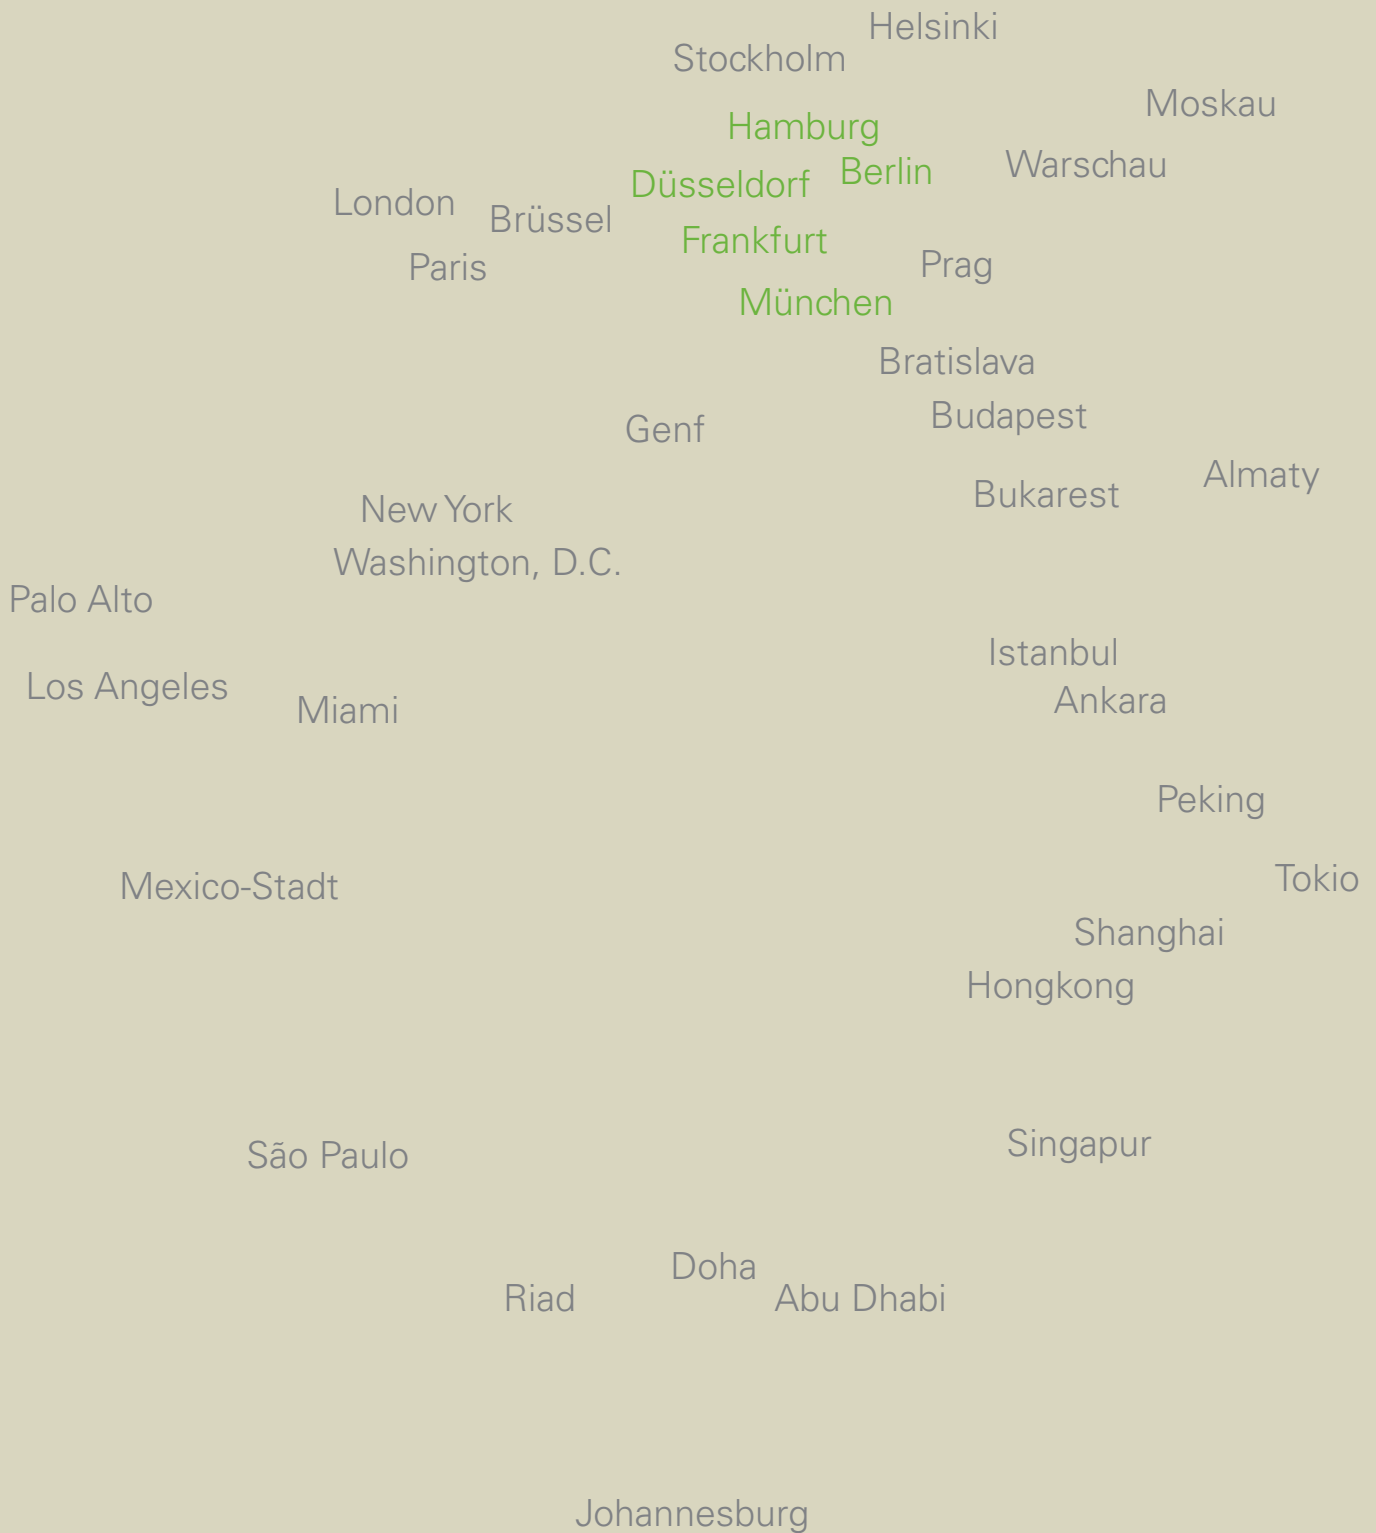 Helsinki
Stockholm
Moskau
Hamburg
Warschau
Berlin
Düsseldorf
London
Brüssel
Frankfurt
Prag
Paris
München
Bratislava
Budapest
Genf
Almaty
Bukarest
New York
Washington, D.C.
Palo Alto
Istanbul
Los Angeles
Ankara
Miami
Peking
Tokio
Mexico-Stadt
Shanghai
Hongkong
Singapur
São Paulo
Doha
Riad
Abu Dhabi
Johannesburg